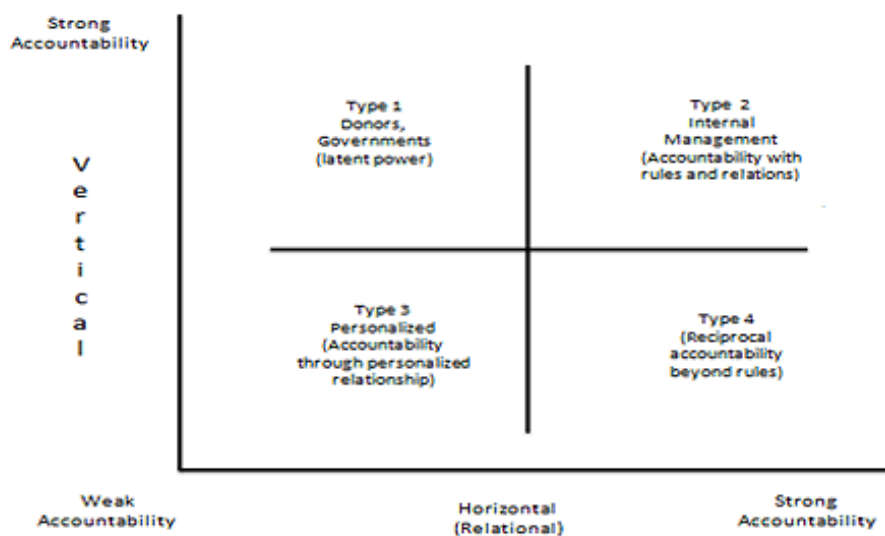 Strong
Accountability
Type 1
Donors,
Governments
(latent power)
Type 2
Internal
Management
(Accountability with
rules and relations)
Vertical
Type 3
Personalized
(Accountability
through personalized
relationship)
Type 4
(Reciprocal
accountability
beyond rules)
Weak
Accountability
Horizontal
(Relational)
Strong
Accountability